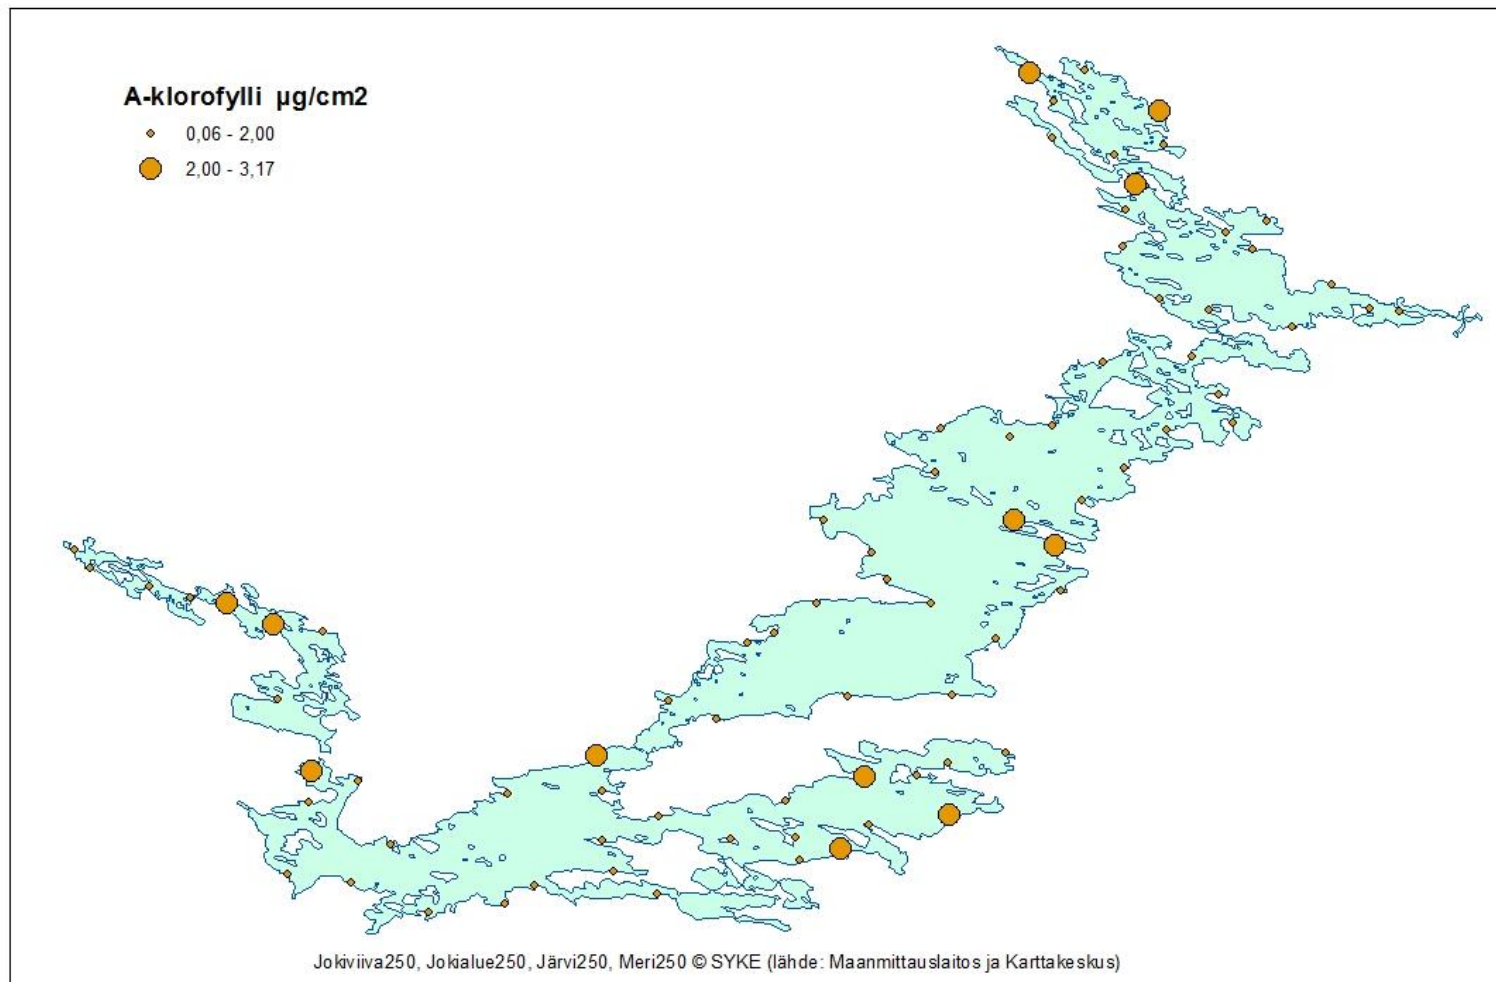 A-klorofylli µg/cm2
0,06 - 2,00
2,00 - 3,17
Jokiviiva250, Jokialue250, Järvi250, Meri250 © SYKE (lähde: Maanmittauslaitos ja Karttakeskus)